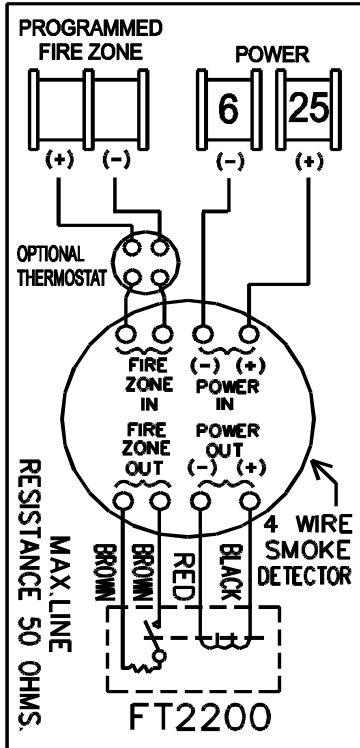 PROGRAMMED
FIRE ZONE
POWER
6
25
(+)
(-)
(-)
(+)
OPTIONAL
THERMOSTAT
FIRE
ZONE
IN
(-) (+)
POWER
IN
FIRE
ZONE
OUT
POWER
OUT
(-) (+)
4 WIRE
SMOKE
DETECTOR
BROWN
BROWN
RED
BLACK
MAX.LINE
RESISTANCE 50 OHMS.
FT2200